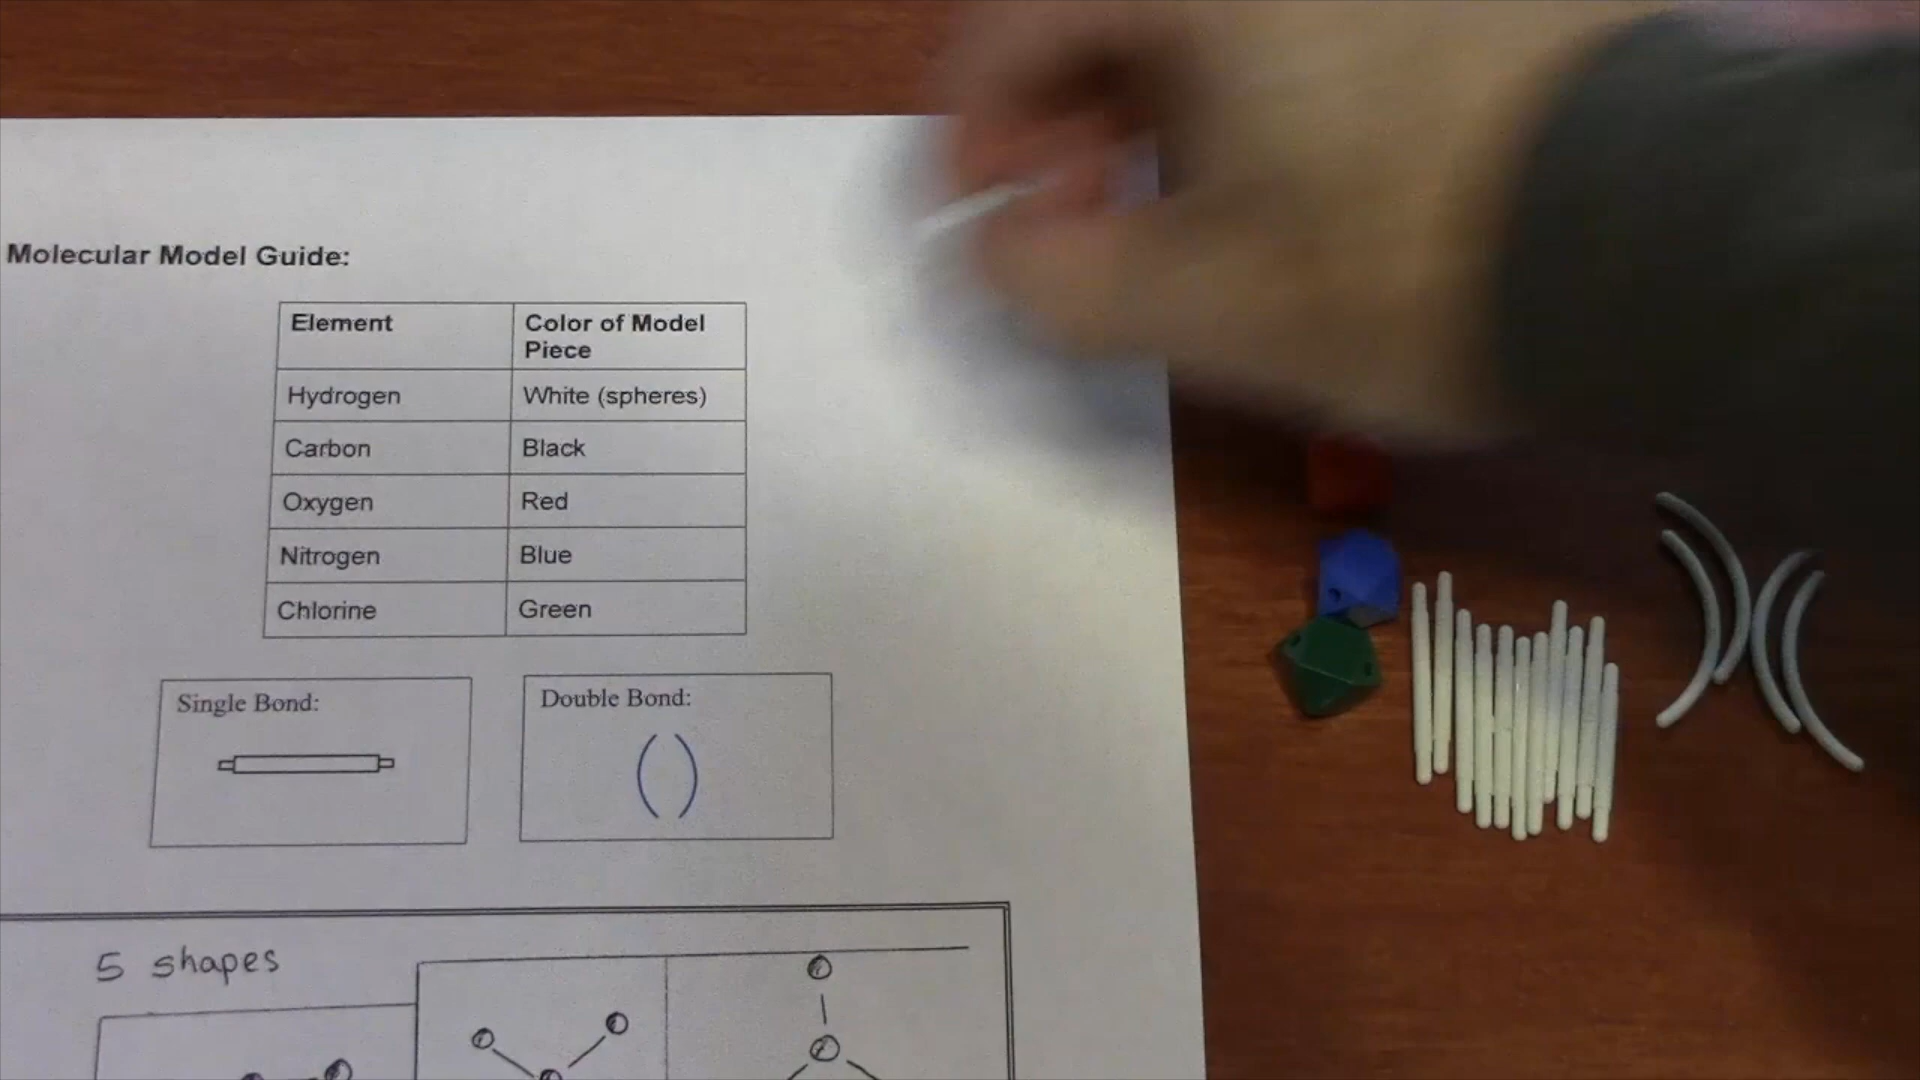 Molecular Model Guide:
Element
Color of Model
Piece
Hydrogen
White (spheres)
Carbon
Black
Oxygen
Red
Nitrogen
Blue
Chlorine
Green
Single Bond:
Double Bond:
5 shapes